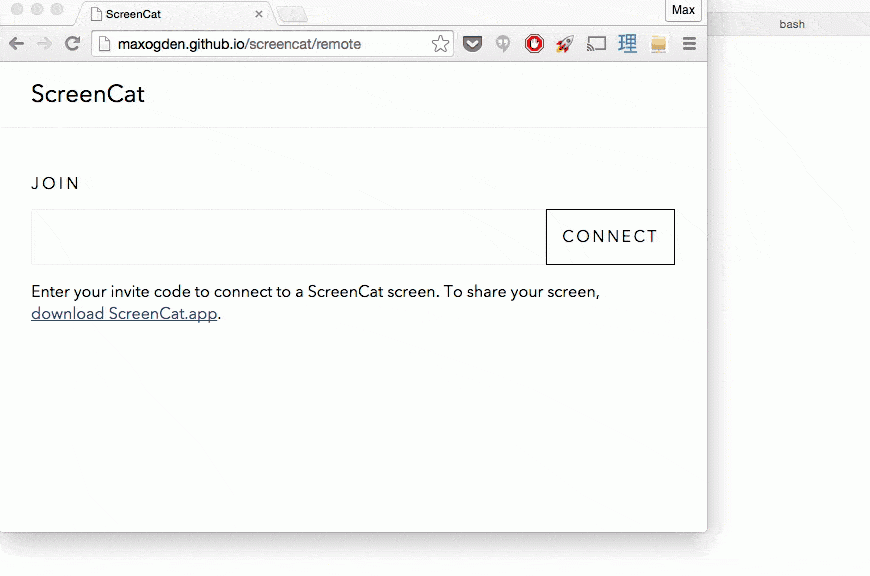 ScreenCat
Max
bash
maxogden.github.io/screencat/remote
理
ScreenCat
JOIN
CONNECT
Enter your invite code to connect to a ScreenCat screen. To share your screen,
download ScreenCat.app.